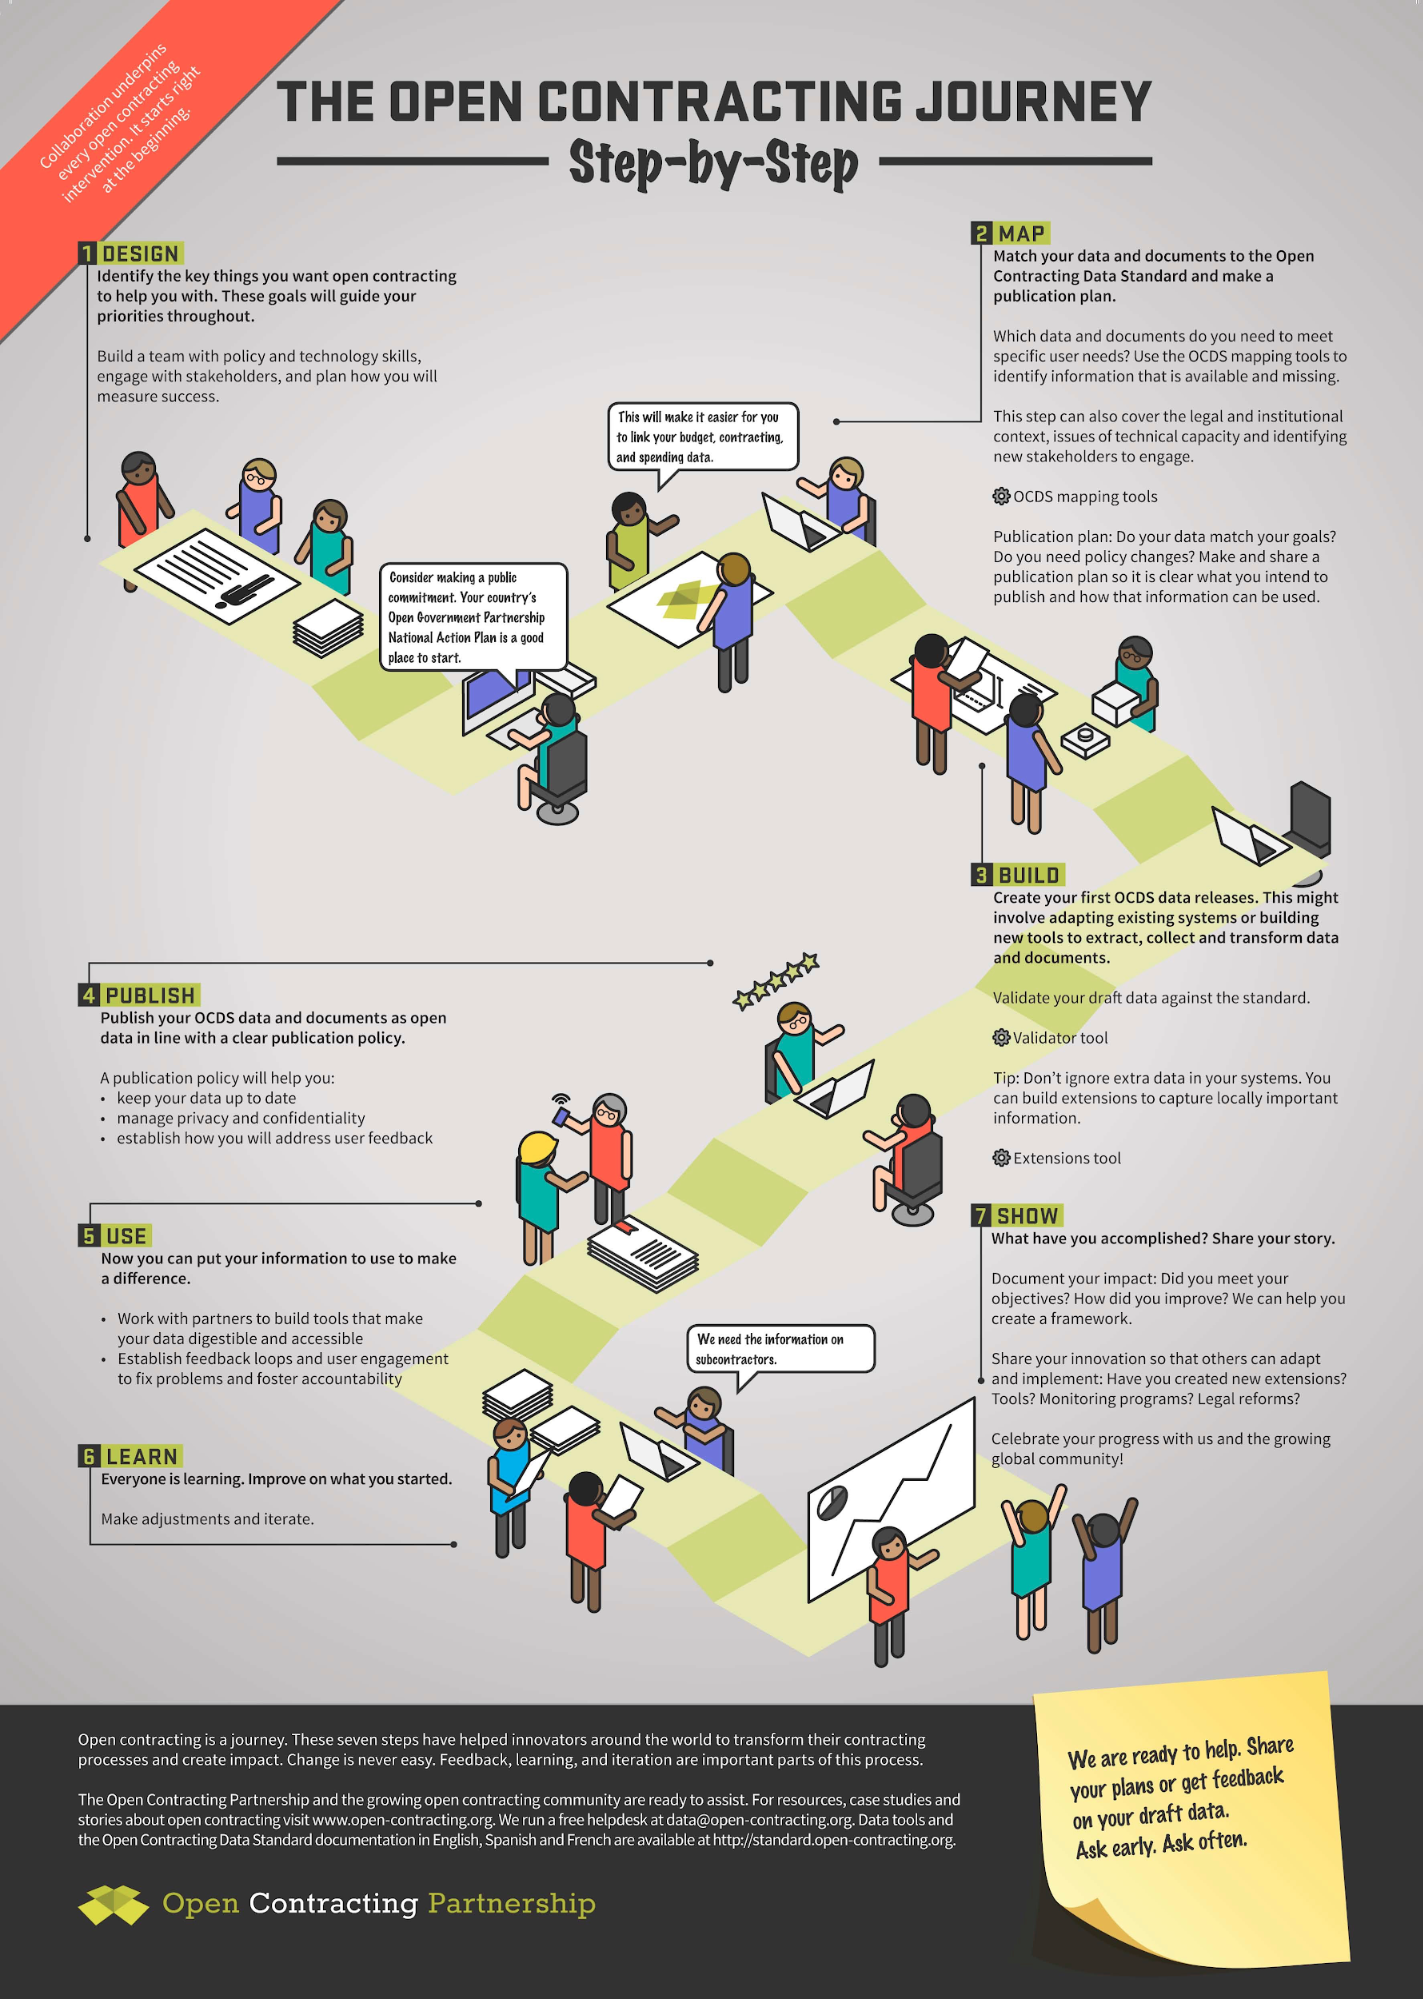 Collaboration underpins
every open contracting
intervention. It starts right
at the beginning.
THE OPEN CONTRACTING JOURNEY
Step-by-Step
1 DESIGN
Identify the key things you want open contracting
to help you with. These goals will guide your
priorities throughout.
Build a team with policy and technology skills,
engage with stakeholders, and plan how you will
measure success.
2 MAP
Match your data and documents to the Open
Contracting Data Standard and make a
publication plan.
Which data and documents do you need to meet
specific user needs? Use the OCDS mapping tools to
identify information that is available and missing.
This step can also cover the legal and institutional
context, issues of technical capacity and identifying
new stakeholders to engage.
OCDS mapping tools
Publication plan: Do your data match your goals?
Do you need policy changes? Make and share a
publication plan so it is clear what you intend to
publish and how that information can be used.
This will make it easier for you
to link your budget, contracting,
and spending data.
Consider making a public
commitment. Your country's
Open Government Partnership
National Action Plan is a good
place to start.
3 BUILD
Create your first OCDS data releases. This might
involve adapting existing systems or building
new tools to extract, collect and transform data
and documents.
Validate your draft data against the standard.
Validator tool
Tip: Don't ignore extra data in your systems. You
can build extensions to capture locally important
information.
Extensions tool
4 PUBLISH
Publish your OCDS data and documents as open
data in line with a clear publication policy.
A publication policy will help you:
• keep your data up to date
• manage privacy and confidentiality
• establish how you will address user feedback
5 USE
Now you can put your information to use to make
a difference.
• Work with partners to build tools that make
your data digestible and accessible
• Establish feedback loops and user engagement
to fix problems and foster accountability
We need the information on
subcontractors.
6 LEARN
Everyone is learning. Improve on what you started.
Make adjustments and iterate.
7 SHOW
What have you accomplished? Share your story.
Document your impact: Did you meet your
objectives? How did you improve? We can help you
create a framework.
Share your innovation so that others can adapt
and implement: Have you created new extensions?
Tools? Monitoring programs? Legal reforms?
Celebrate your progress with us and the growing
global community!
Open contracting is a journey. These seven steps have helped innovators around the world to transform their contracting
processes and create impact. Change is never easy. Feedback, learning, and iteration are important parts of this process.
The Open Contracting Partnership and the growing open contracting community are ready to assist. For resources, case studies and
stories about open contracting visit www.open-contracting.org. We run a free helpdesk at data@open-contracting.org. Data tools and
the Open Contracting Data Standard documentation in English, Spanish and French are available at http://standard.open-contracting.org.
Open Contracting Partnership
We are ready to help. Share
your plans or get feedback
on your draft data.
Ask early. Ask often.